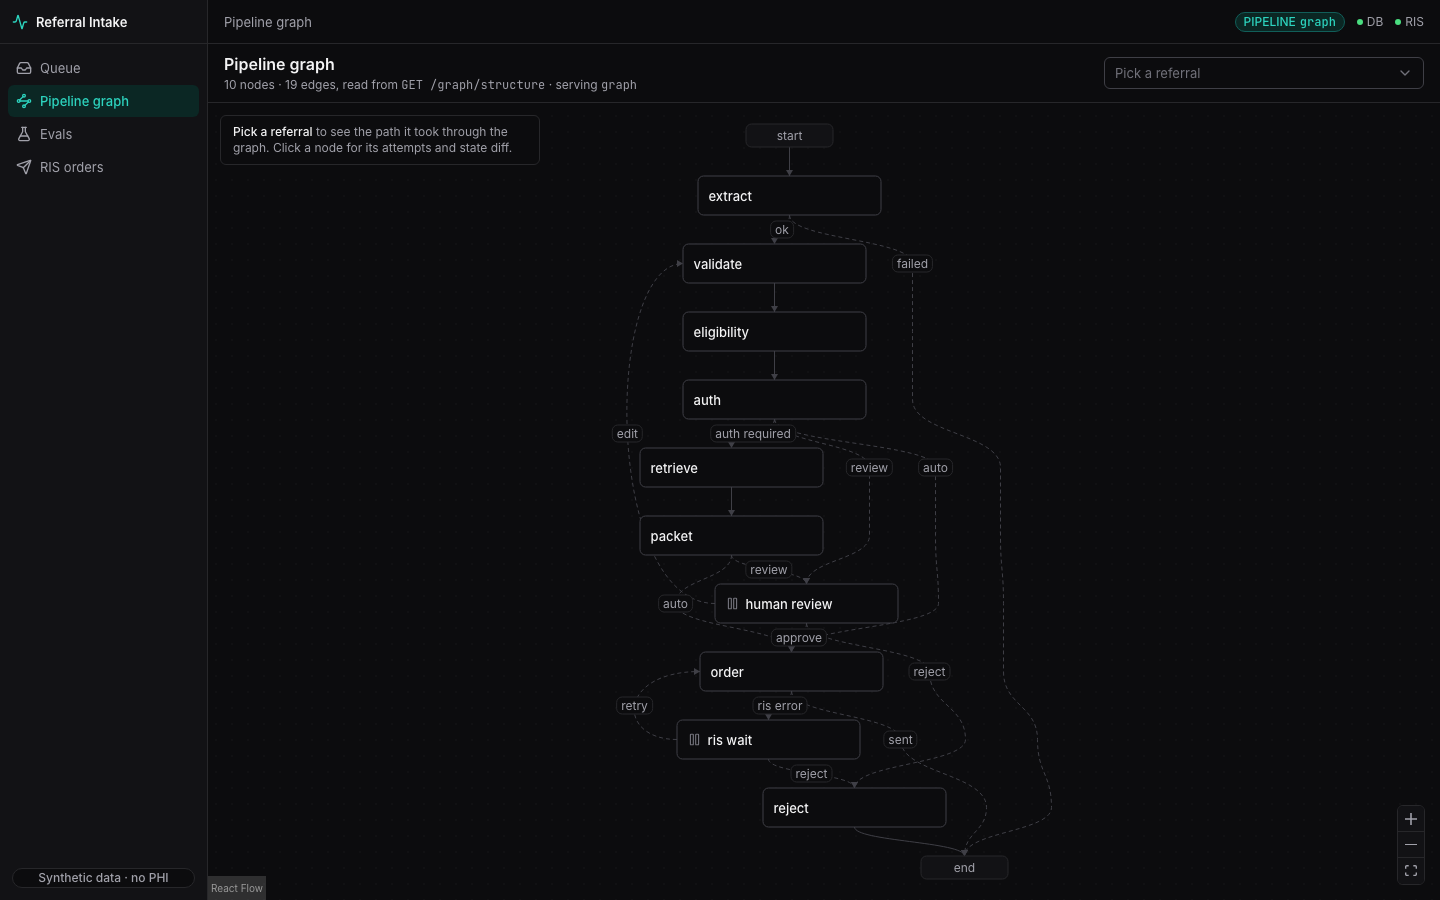 Referral Intake
Queue
Pipeline graph
Evals
RIS orders
Synthetic data · no PHI
Pipeline graph
PIPELINE graph
DB
RIS
Pipeline graph
10 nodes · 19 edges, read from GET /graph/structure · serving graph
Pick a referral
Pick a referral to see the path it took through the
graph. Click a node for its attempts and state diff.
start
extract
ok
validate
failed
eligibility
auth
edit
auth required
retrieve
review
auto
packet
review
auto
human review
approve
order
reject
retry
ris error
ris wait
sent
reject
reject
end
React Flow